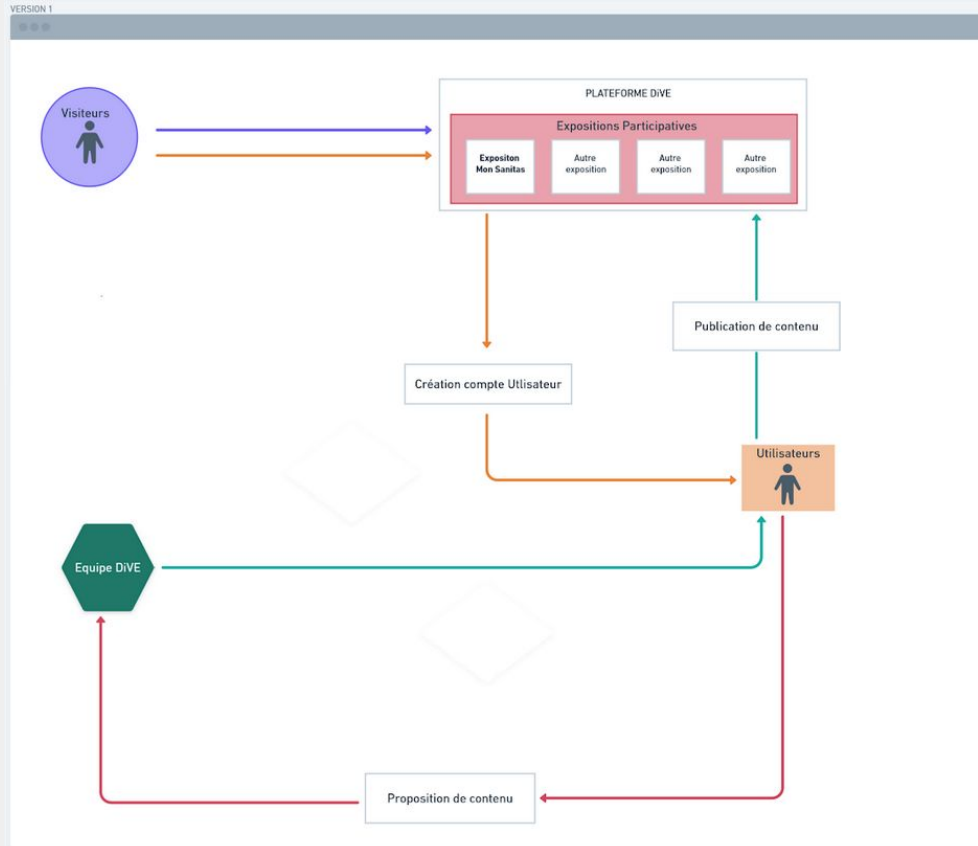 VERSION 1
Visiteurs
PLATEFORME DiVE
Expositions Participatives
Expositon
Mon Sanitas
Autre
exposition
Autre
exposition
Autre
exposition
Publication de contenu
Création compte Utlisateur
Utilisateurs
Equipe DiVE
Proposition de contenu